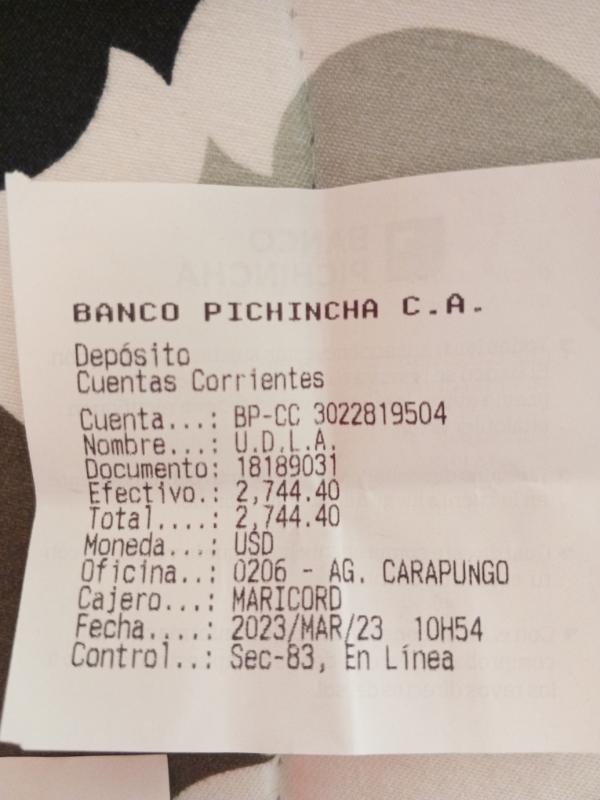 BANCO PICHINCHA C.A.
Depósito
Cuentas Corrientes
Cuenta...: BP-CC 3022819504
Nombre...: U.D.L.A.
Documento: 18189031
Efectivo.: 2,744.40
Total....: 2,744.40
Moneda...: USD
Oficina..: 0206 - AG. CARAPUNGO
Cajero...: MARICORD
Fecha....: 2023/MAR/23 10H54
Control..: Sec-83, En Línea